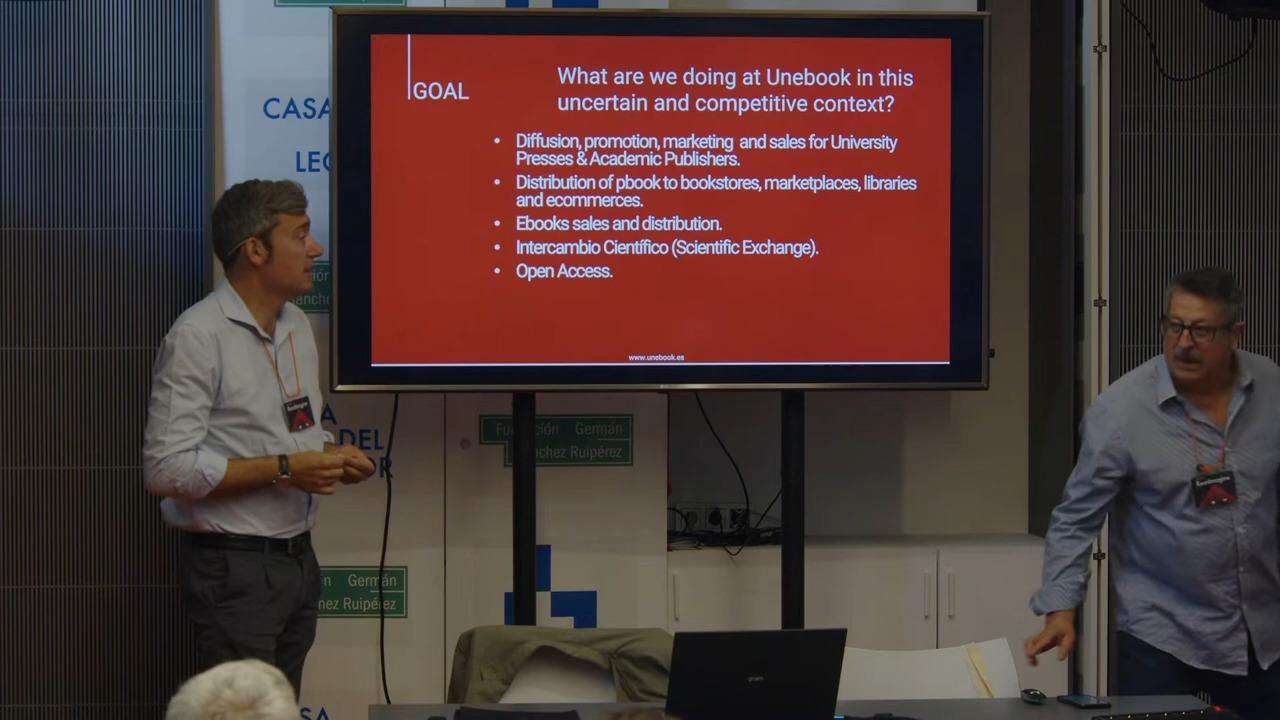 GOAL
What are we doing at Unebook in this
uncertain and competitive context?
• Diffusion, promotion, marketing and sales for University
Presses & Academic Publishers.
• Distribution of pbook to bookstores, marketplaces, libraries
and ecommerces.
• Ebooks sales and distribution.
• Intercambio Científico (Scientific Exchange).
• Open Access.
www.unebook.es
CASA
DEL
Fundación Germán
Sánchez Ruipérez
Germán
Ruipérez
gram